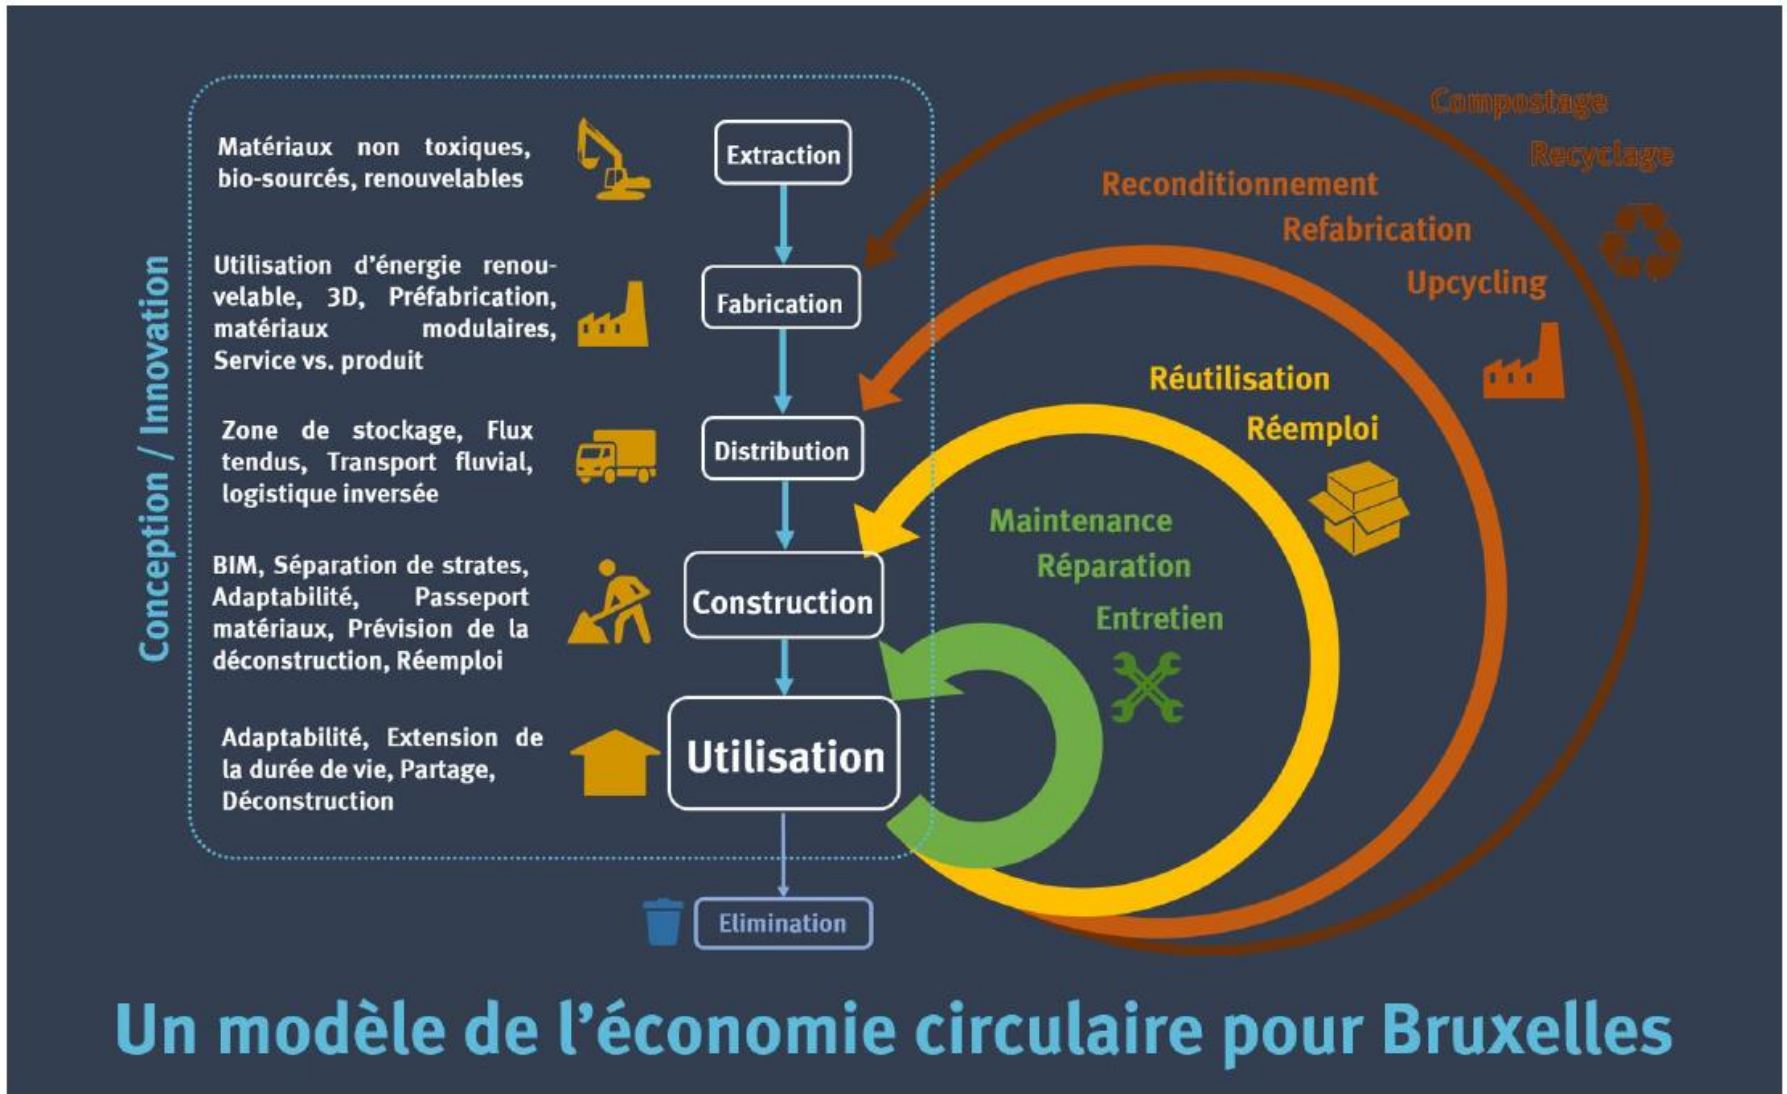 Conception / Innovation
Matériaux non toxiques,
bio-sourcés, renouvelables
Extraction
Utilisation d'énergie renou-
velable, 3D, Préfabrication,
matériaux modulaires,
Service vs. produit
Fabrication
Zone de stockage, Flux
tendus, Transport fluvial,
logistique inversée
Distribution
BIM, Séparation de strates,
Adaptabilité, Passeport
matériaux, Prévision de la
déconstruction, Réemploi
Construction
Adaptabilité, Extension de
la durée de vie, Partage,
Déconstruction
Utilisation
Elimination
Compostage
Recyclage
Reconditionnement
Refabrication
Upcycling
Réutilisation
Réemploi
Maintenance
Réparation
Entretien
Un modèle de l'économie circulaire pour Bruxelles